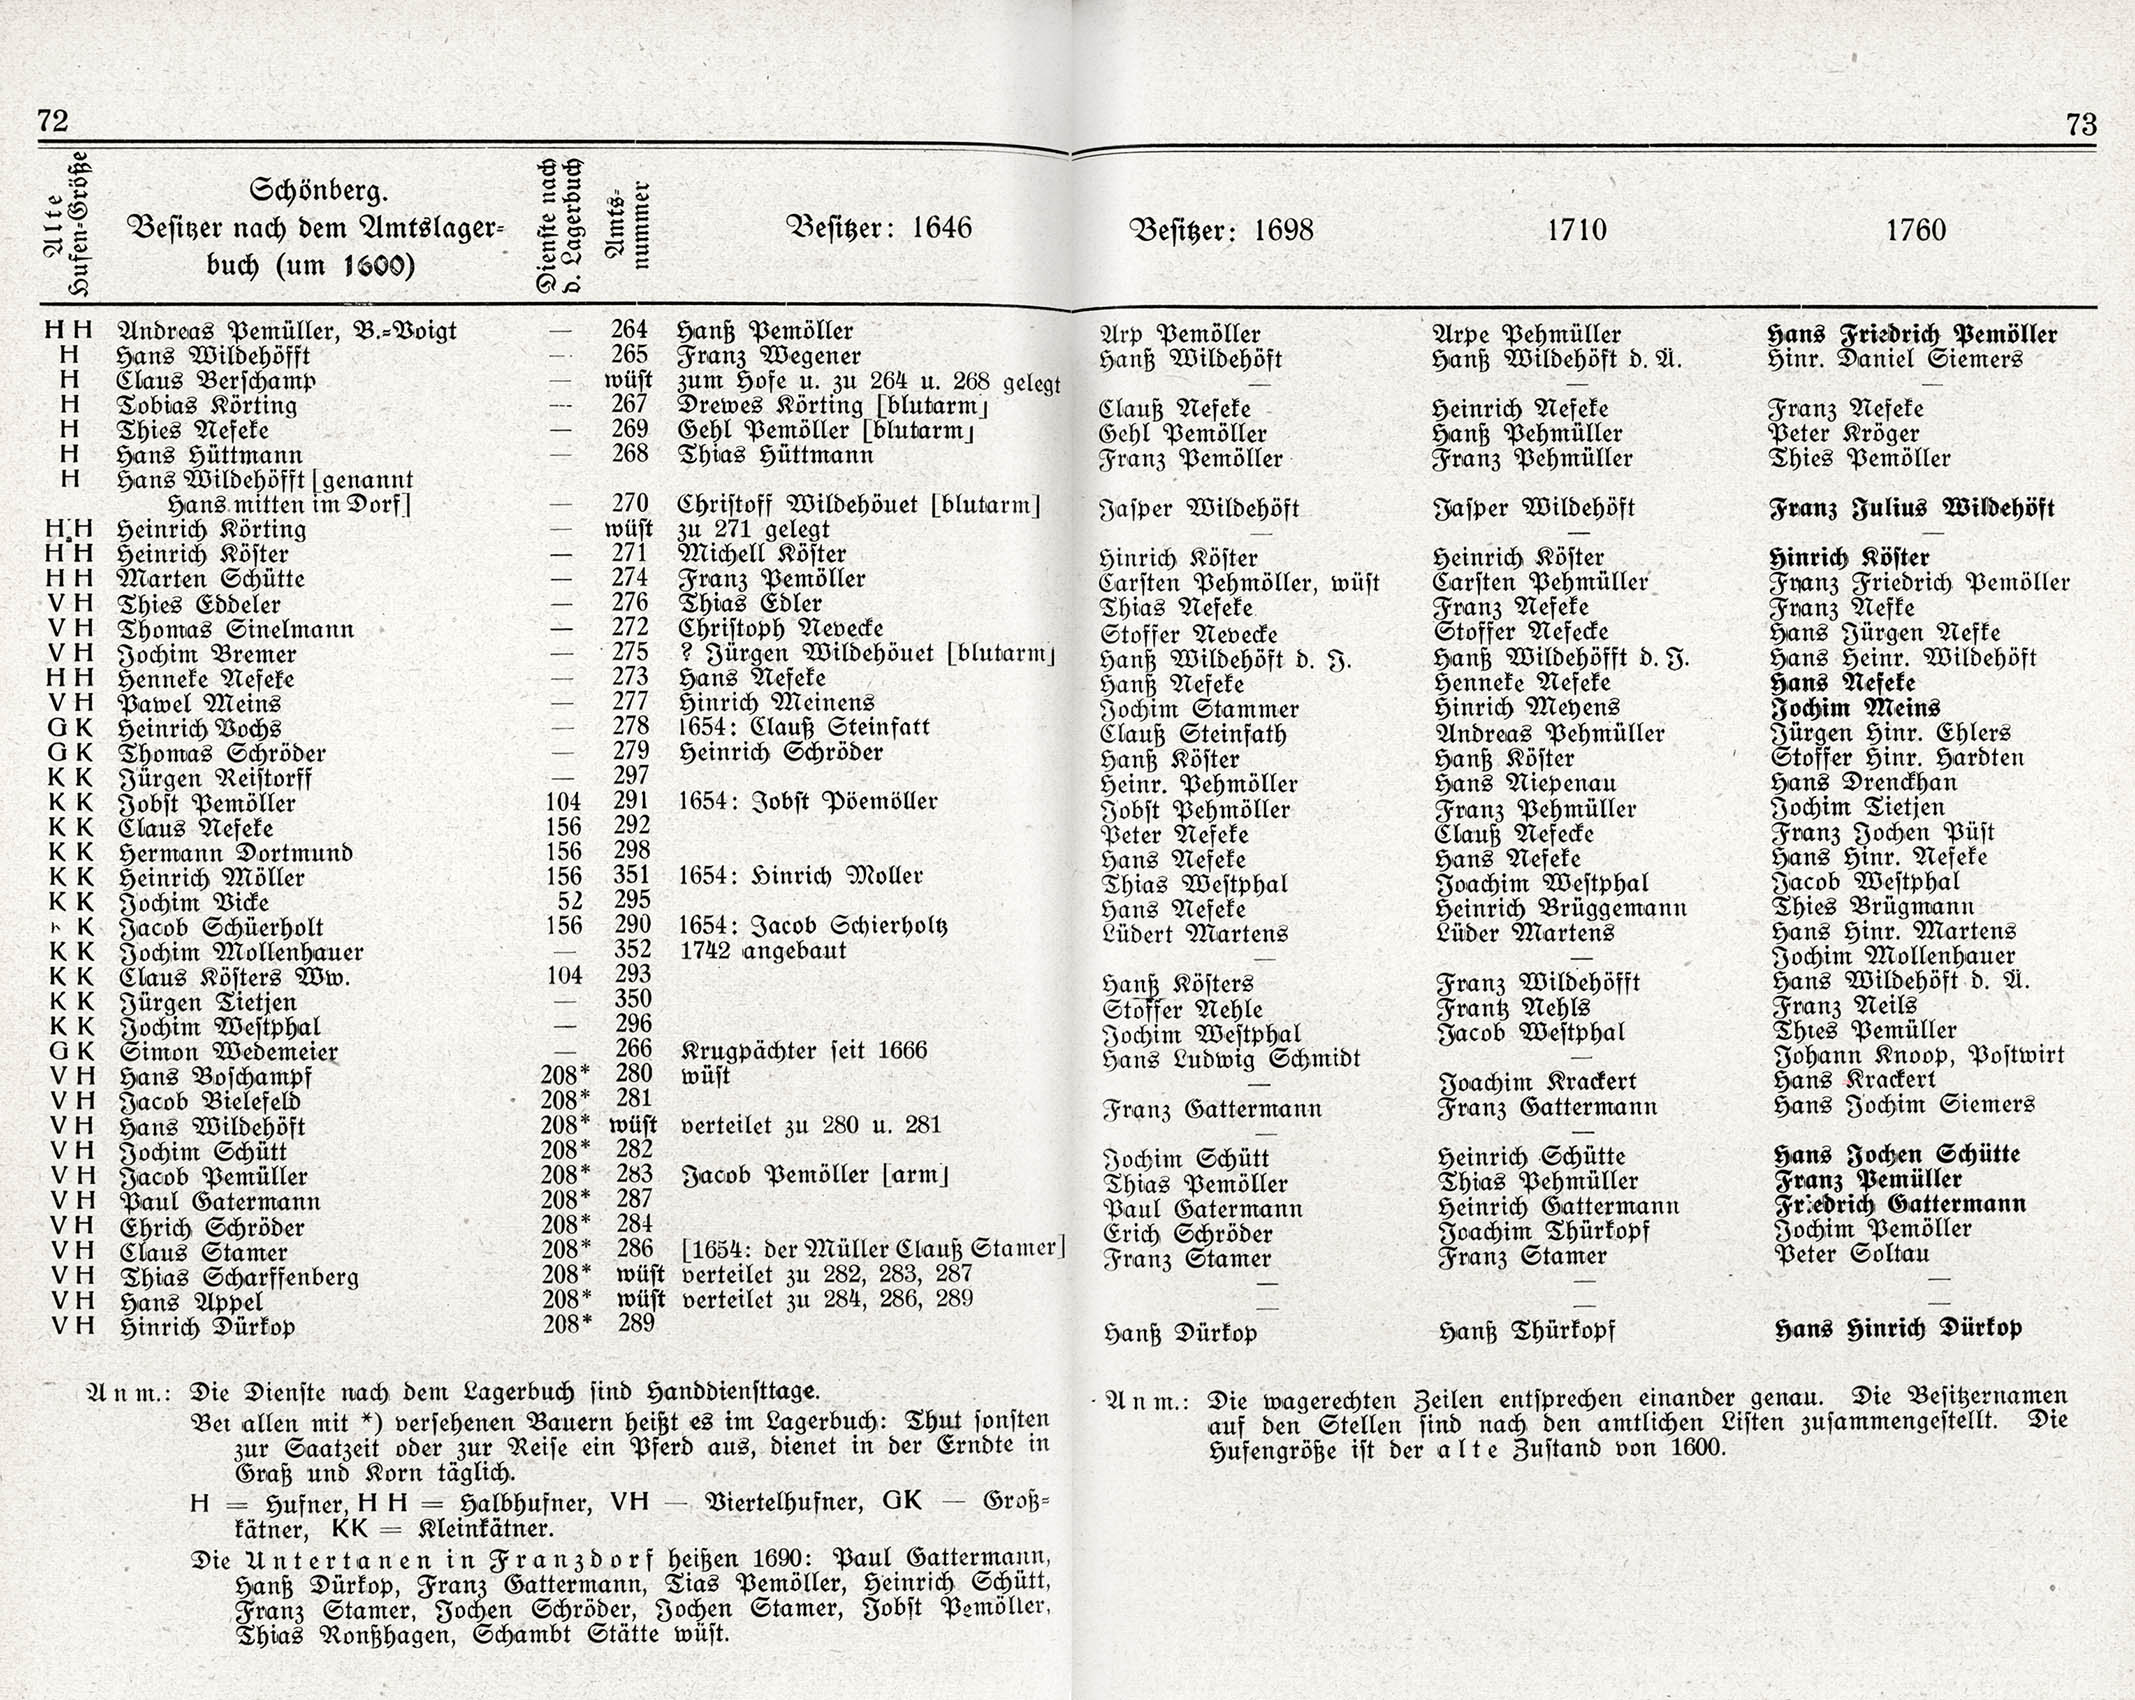 72
Alte Hufen-Größe
Schönberg.
Besitzer nach dem Amtslager-
buch (um 1600)
Dienste nach d. Lagerbuch
Amts-nummer
Besitzer: 1646
H H Andreas Pemüller, B.-Voigt — 264 Hanß Pemöller
H Hans Wildehöfft — 265 Franz Wegener
H Claus Berschamp — wüst zum Hofe u. zu 264 u. 268 gelegt
H Tobias Körting — 267 Drewes Körting [blutarm]
H Thies Nefeke — 269 Gehl Pemöller [blutarm]
H Hans Hüttmann — 268 Thias Hüttmann
H Hans Wildehöfft [genannt
Hans mitten im Dorf] — 270 Christoff Wildehöuet [blutarm]
H H Heinrich Körting — wüst zu 271 gelegt
H H Heinrich Köster — 271 Michell Köster
H H Marten Schütte — 274 Franz Pemöller
V H Thies Eddeler — 276 Thias Edler
V H Thomas Sinelmann — 272 Christoph Nevecke
V H Jochim Bremer — 275 ? Jürgen Wildehöuet [blutarm]
H H Henneke Nefeke — 273 Hans Nefeke
V H Pawel Meins — 277 Hinrich Meinens
G K Heinrich Vochs — 278 1654: Clauß Steinfatt
G K Thomas Schröder — 279 Heinrich Schröder
K K Jürgen Reistorff — 297
K K Jobst Pemöller 104 291 1654: Jobst Pöemöller
K K Claus Nefeke 156 292
K K Hermann Dortmund 156 298
K K Heinrich Möller 156 351 1654: Hinrich Moller
K K Jochim Vicke 52 295
K K Jacob Schüerholt 156 290 1654: Jacob Schierholtz
K K Jochim Mollenhauer — 352 1742 angebaut
K K Claus Kösters Ww. 104 293
K K Jürgen Tietjen — 350
K K Jochim Westphal — 296
G K Simon Wedemeier — 266 Krugpächter seit 1666
V H Hans Boschampf 208* 280 wüst
V H Jacob Bielefeld 208* 281
V H Hans Wildehöft 208* wüst verteilet zu 280 u. 281
V H Jochim Schütt 208* 282
V H Jacob Pemüller 208* 283 Jacob Pemöller [arm]
V H Paul Gatermann 208* 287
V H Ehrich Schröder 208* 284
V H Claus Stamer 208* 286 [1654: der Müller Clauß Stamer]
V H Thias Scharffenberg 208* wüst verteilet zu 282, 283, 287
V H Hans Appel 208* wüst verteilet zu 284, 286, 289
V H Hinrich Dürkop 208* 289
Anm.: Die Dienste nach dem Lagerbuch sind Handdiensttage.
Bei allen mit *) versehenen Bauern heißt es im Lagerbuch: Thut sonsten
zur Saatzeit oder zur Reise ein Pferd aus, dienet in der Erndte in
Graß und Korn täglich.
H = Hufner, H H = Halbhufner, VH — Viertelhufner, GK — Groß-
kätner, KK = Kleinkätner.
Die Untertanen in Franzdorf heißen 1690: Paul Gattermann,
Hanß Dürkop, Franz Gattermann, Tias Pemöller, Heinrich Schütt,
Franz Stamer, Jochen Schröder, Jochen Stamer, Jobst Pemöller,
Thias Ronßhagen, Schambt Stätte wüst.
73
Besitzer: 1698 1710 1760
Arp Pemöller Arpe Pehmüller Hans Friedrich Pemöller
Hanß Wildehöft Hanß Wildehöft d. Ä. Hinr. Daniel Siemers
— — —
Clauß Nefeke Heinrich Nefeke Franz Nefeke
Gehl Pemöller Hanß Pehmüller Peter Kröger
Franz Pemöller Franz Pehmüller Thies Pemöller
Jasper Wildehöft Jasper Wildehöft Franz Julius Wildehöft
— — —
Hinrich Köster Heinrich Köster Hinrich Köster
Carsten Pehmöller, wüst Carsten Pehmüller Franz Friedrich Pemöller
Thias Nefeke Franz Nefeke Franz Nefke
Stoffer Nevecke Stoffer Nefecke Hans Jürgen Nefke
Hanß Wildehöft d. J. Hanß Wildehöfft d. J. Hans Heinr. Wildehöft
Hanß Nefeke Henneke Nefeke Hans Nefeke
Jochim Stammer Hinrich Meyens Jochim Meins
Clauß Steinfath Andreas Pehmüller Jürgen Hinr. Ehlers
Hanß Köster Hanß Köster Stoffer Hinr. Hardten
Heinr. Pehmöller Hans Niepenau Hans Drenckhan
Jobst Pehmöller Franz Pehmüller Jochim Tietjen
Peter Nefeke Clauß Nefecke Franz Jochen Püst
Hans Nefeke Hans Nefeke Hans Hinr. Nefeke
Thias Westphal Joachim Westphal Jacob Westphal
Hans Nefeke Heinrich Brüggemann Thies Brügmann
Lüdert Martens Lüder Martens Hans Hinr. Martens
— — Jochim Mollenhauer
Hanß Kösters Franz Wildehöfft Hans Wildehöft d. Ä.
Stoffer Nehle Frantz Nehls Franz Neils
Jochim Westphal Jacob Westphal Thies Pemüller
Hans Ludwig Schmidt — Johann Knoop, Postwirt
— Joachim Krackert Hans Krackert
Franz Gattermann Franz Gattermann Hans Jochim Siemers
— —
Jochim Schütt Heinrich Schütte Hans Jochen Schütte
Thias Pemöller Thias Pehmüller Franz Pemüller
Paul Gatermann Heinrich Gattermann Friedrich Gattermann
Erich Schröder Joachim Thürkopf Jochim Pemöller
Franz Stamer Franz Stamer Peter Soltau
— — —
— — —
Hanß Dürkop Hanß Thürkopf Hans Hinrich Dürkop
Anm.: Die wagerechten Zeilen entsprechen einander genau. Die Besitzernamen
auf den Stellen sind nach den amtlichen Listen zusammengestellt. Die
Hufengröße ist der alte Zustand von 1600.